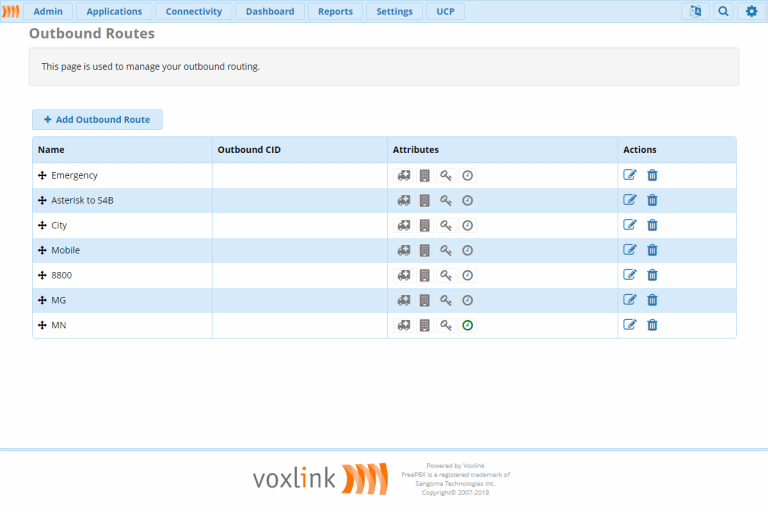 Admin Applications Connectivity Dashboard Reports Settings UCP
Outbound Routes
This page is used to manage your outbound routing.
Add Outbound Route
Name Outbound CID Attributes Actions
Emergency
Asterisk to S4B
City
Mobile
8800
MG
MN
voxlink
Powered by Voxlink
FreePBX is a registered trademark of
Sangoma Technologies Inc.
Copyright© 2007-2018